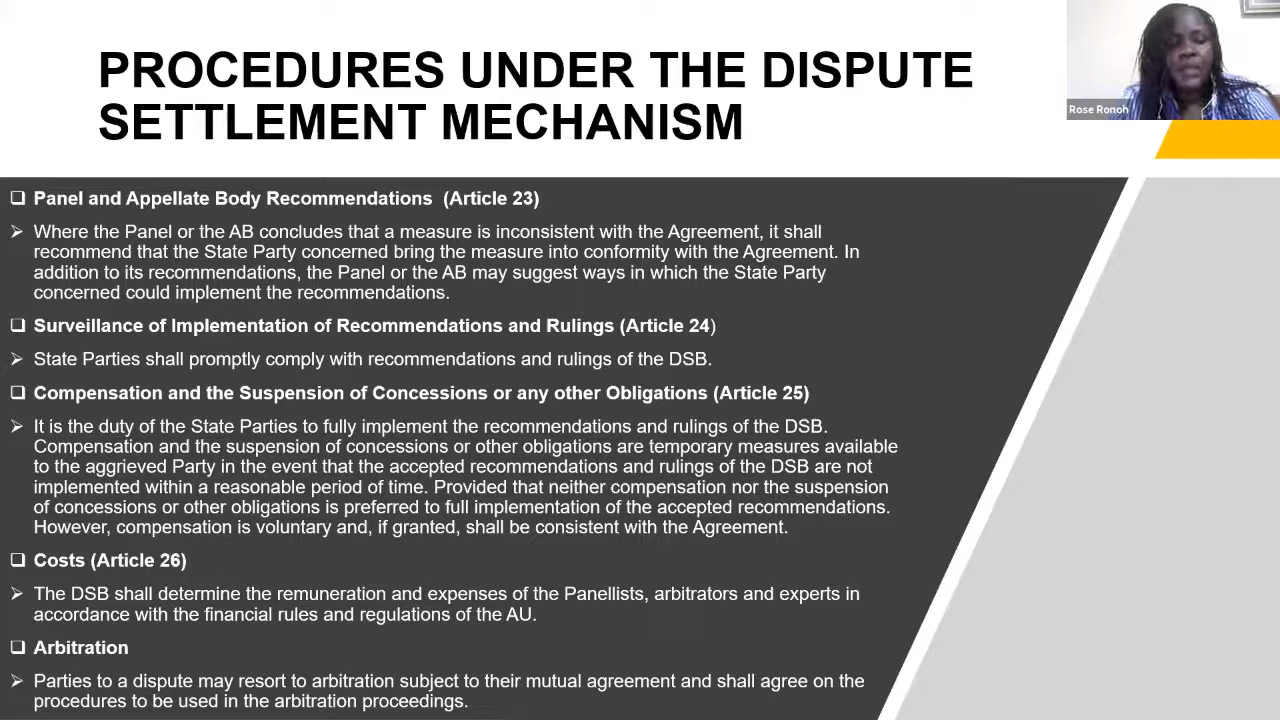 PROCEDURES UNDER THE DISPUTE
SETTLEMENT MECHANISM
Rose Ronoh
Panel and Appellate Body Recommendations (Article 23)
Where the Panel or the AB concludes that a measure is inconsistent with the Agreement, it shall
recommend that the State Party concerned bring the measure into conformity with the Agreement. In
addition to its recommendations, the Panel or the AB may suggest ways in which the State Party
concerned could implement the recommendations.
Surveillance of Implementation of Recommendations and Rulings (Article 24)
State Parties shall promptly comply with recommendations and rulings of the DSB.
Compensation and the Suspension of Concessions or any other Obligations (Article 25)
It is the duty of the State Parties to fully implement the recommendations and rulings of the DSB.
Compensation and the suspension of concessions or other obligations are temporary measures available
to the aggrieved Party in the event that the accepted recommendations and rulings of the DSB are not
implemented within a reasonable period of time. Provided that neither compensation nor the suspension
of concessions or other obligations is preferred to full implementation of the accepted recommendations.
However, compensation is voluntary and, if granted, shall be consistent with the Agreement.
Costs (Article 26)
The DSB shall determine the remuneration and expenses of the Panellists, arbitrators and experts in
accordance with the financial rules and regulations of the AU.
Arbitration
Parties to a dispute may resort to arbitration subject to their mutual agreement and shall agree on the
procedures to be used in the arbitration proceedings.